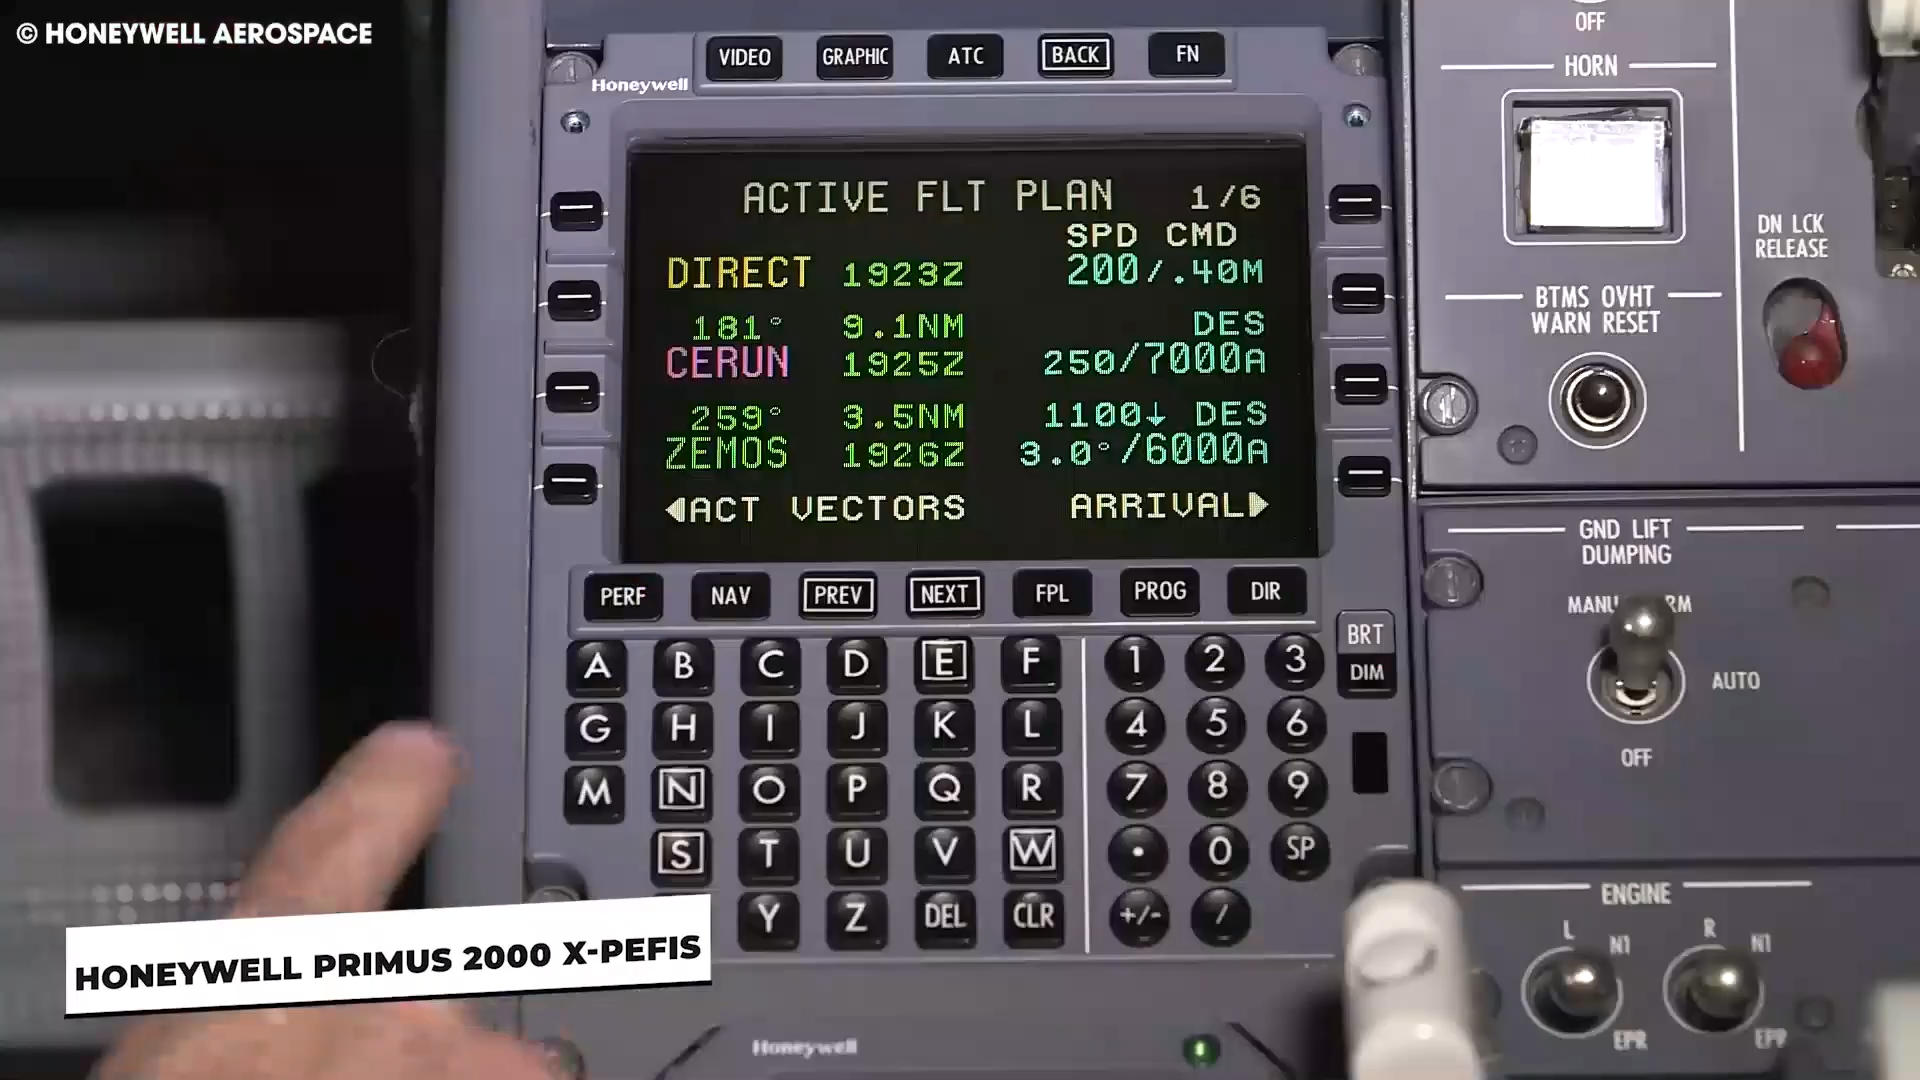 © HONEYWELL AEROSPACE
VIDEO GRAPHIC ATC BACK FN
Honeywell
ACTIVE FLT PLAN 1/6
SPD CMD
DIRECT 1923Z 200/.40M
181° 9.1NM DES
CERUN 1925Z 250/7000A
259° 3.5NM 1100↓ DES
ZEMOS 1926Z 3.0°/6000A
◀ACT VECTORS ARRIVAL▶
PERF NAV PREV NEXT FPL PROG DIR
A B C D E F 1 2 3
G H I J K L 4 5 6
M N O P Q R 7 8 9
S T U V W • 0 SP
Y Z DEL CLR +/- /
BRT
DIM
Honeywell
OFF
HORN
DN LCK
RELEASE
BTMS OVHT
WARN RESET
GND LIFT
DUMPING
AUTO
OFF
ENGINE
L N1 R N1
EPR EPR
HONEYWELL PRIMUS 2000 X-PEFIS